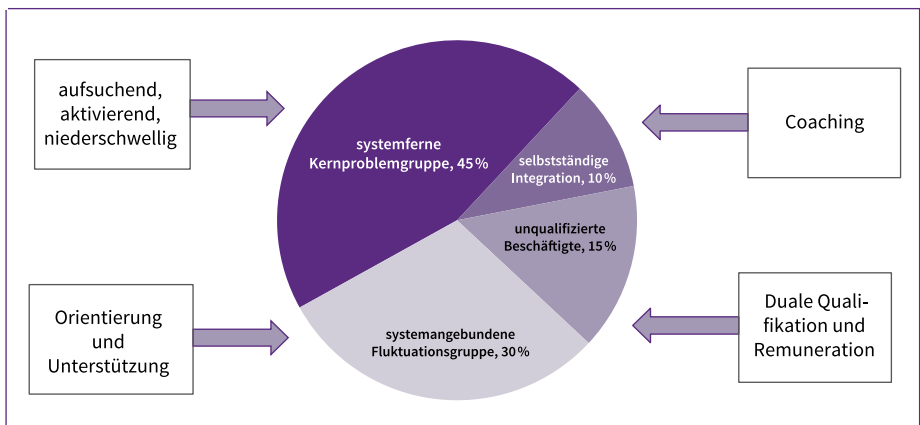 aufsuchend,
aktivierend,
niederschwellig
systemferne
Kernproblemgruppe, 45 %
selbstständige
Integration, 10 %
Coaching
unqualifizierte
Beschäftigte, 15 %
Orientierung
und
Unterstützung
systemangebundene
Fluktuationsgruppe, 30 %
Duale Quali-
fikation und
Remuneration